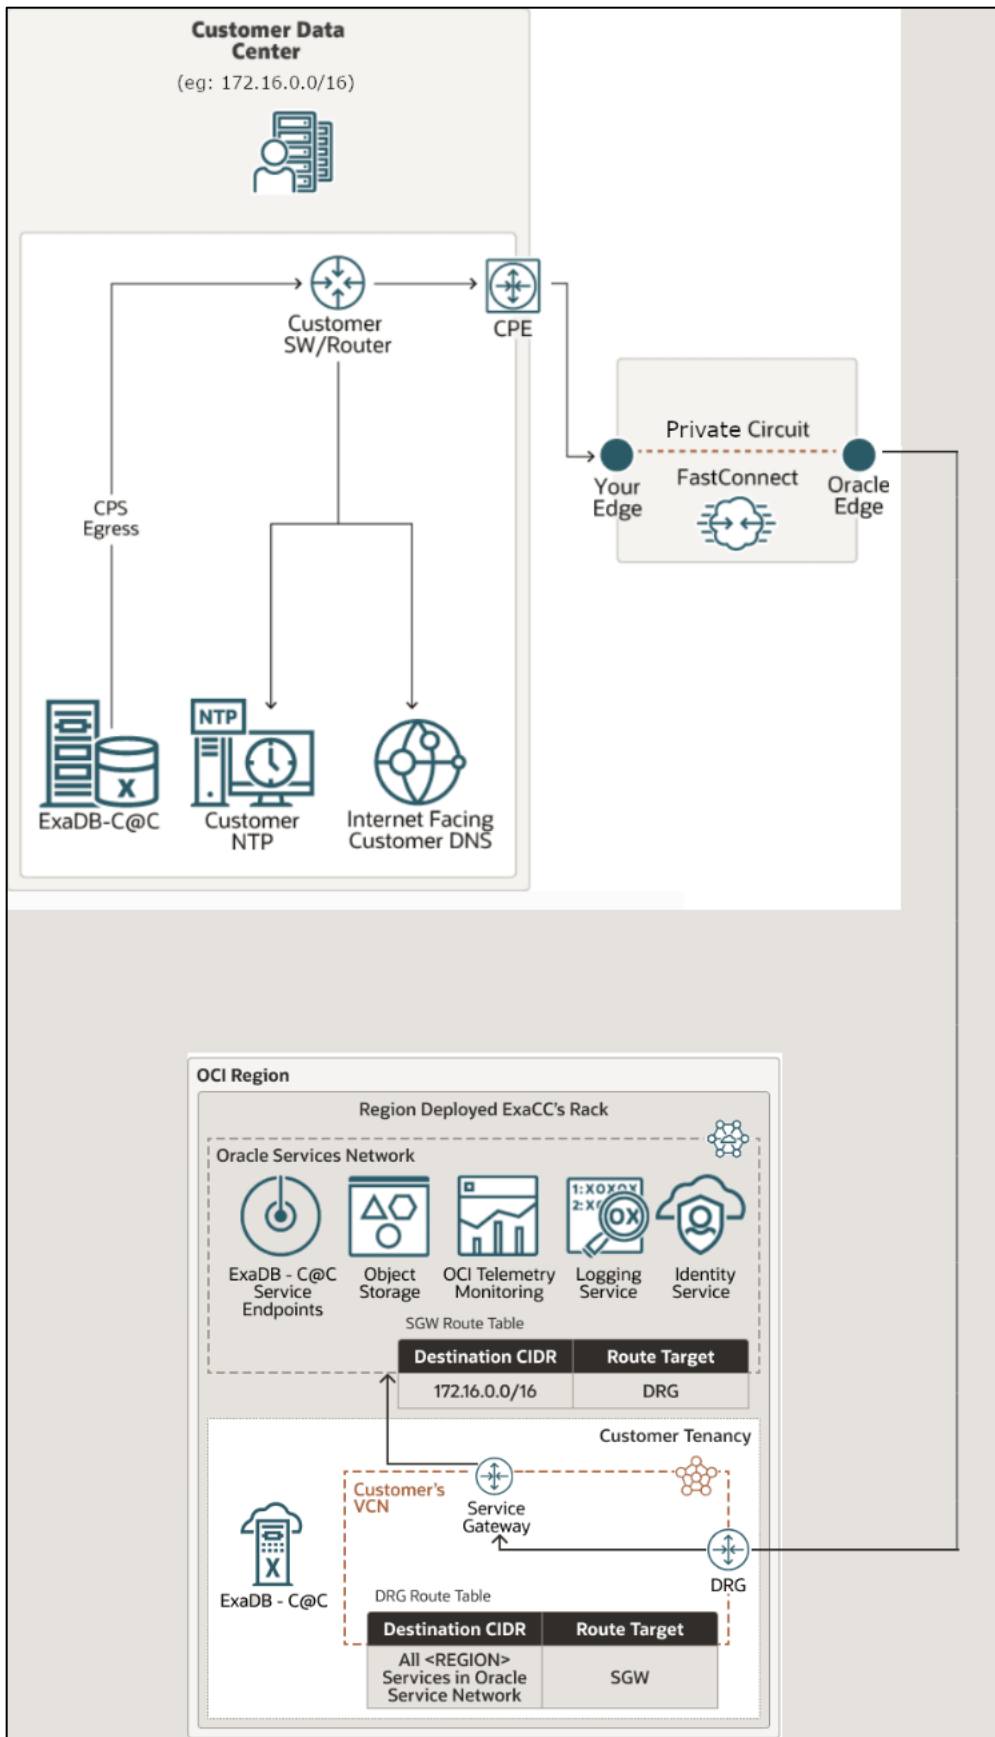 Customer Data
Center
(eg: 172.16.0.0/16)
Customer
SW/Router
CPE
Private Circuit
FastConnect
Your
Edge
Oracle
Edge
CPS
Egress
NTP
X
ExaDB-C@C
Customer
NTP
Internet Facing
Customer DNS
OCI Region
Region Deployed ExaCC's Rack
Oracle Services Network
1:XOXOX
2:X
OX
ExaDB - C@C
Service
Endpoints
Object
Storage
OCI Telemetry
Monitoring
Logging
Service
Identity
Service
SGW Route Table
Destination CIDR Route Target
172.16.0.0/16 DRG
Customer Tenancy
Customer's
VCN
Service
Gateway
X
ExaDB - C@C
DRG
DRG Route Table
Destination CIDR Route Target
All <REGION>
Services in Oracle
Service Network
SGW